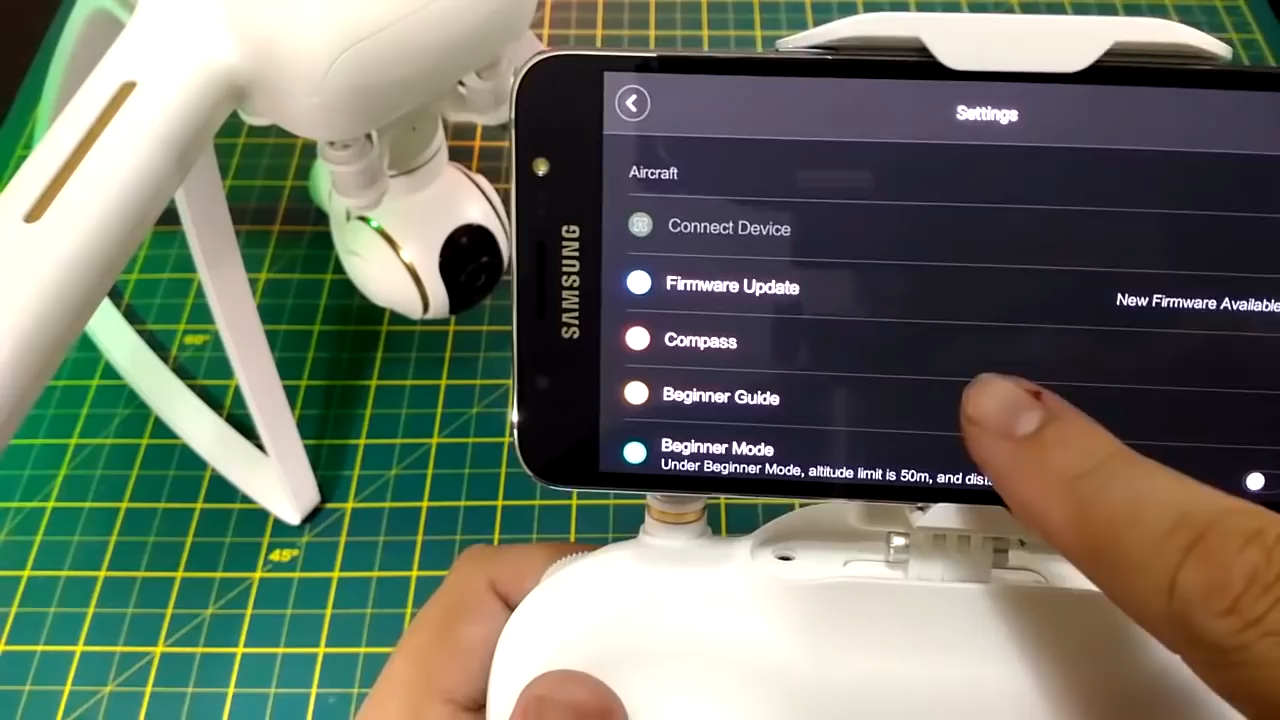 Settings
Aircraft
Connect Device
Firmware Update
New Firmware Available
Compass
Beginner Guide
Beginner Mode
Under Beginner Mode, altitude limit is 50m, and
SAMSUNG
60°
45°